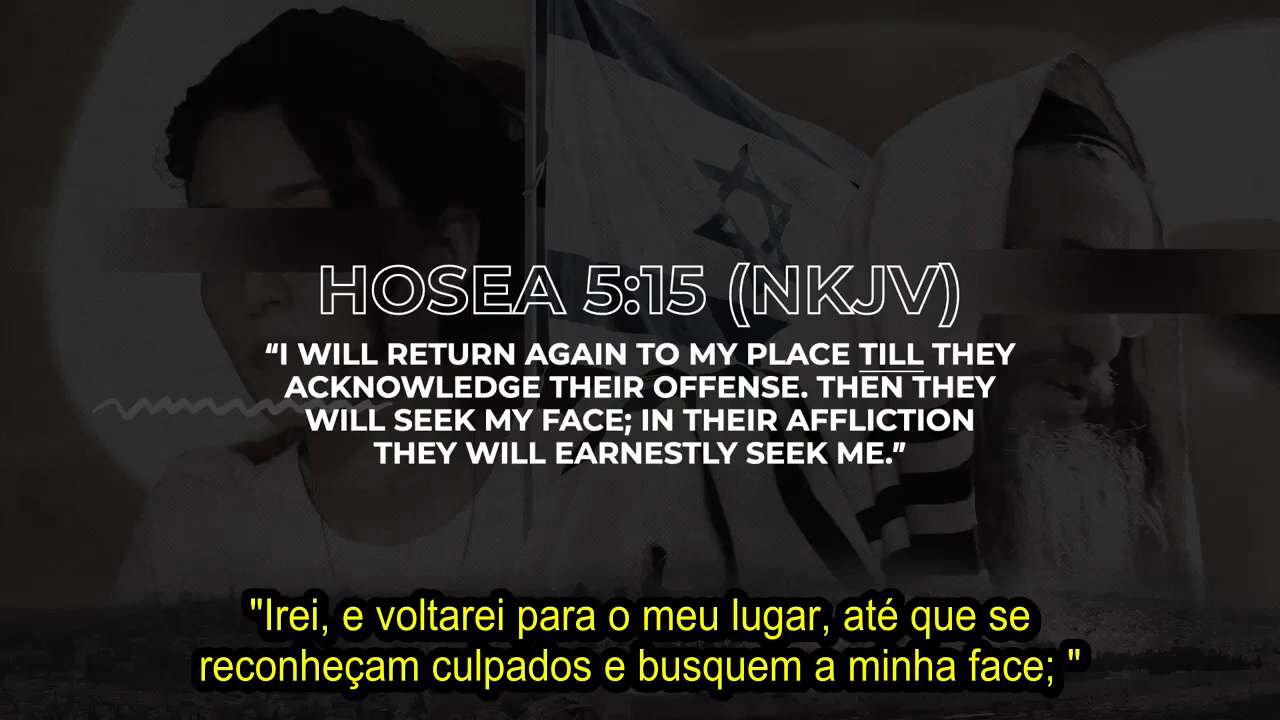 HOSEA 5:15 (NKJV)
“I WILL RETURN AGAIN TO MY PLACE TILL THEY
ACKNOWLEDGE THEIR OFFENSE. THEN THEY
WILL SEEK MY FACE; IN THEIR AFFLICTION
THEY WILL EARNESTLY SEEK ME.”
"Irei, e voltarei para o meu lugar, até que se
reconheçam culpados e busquem a minha face; "